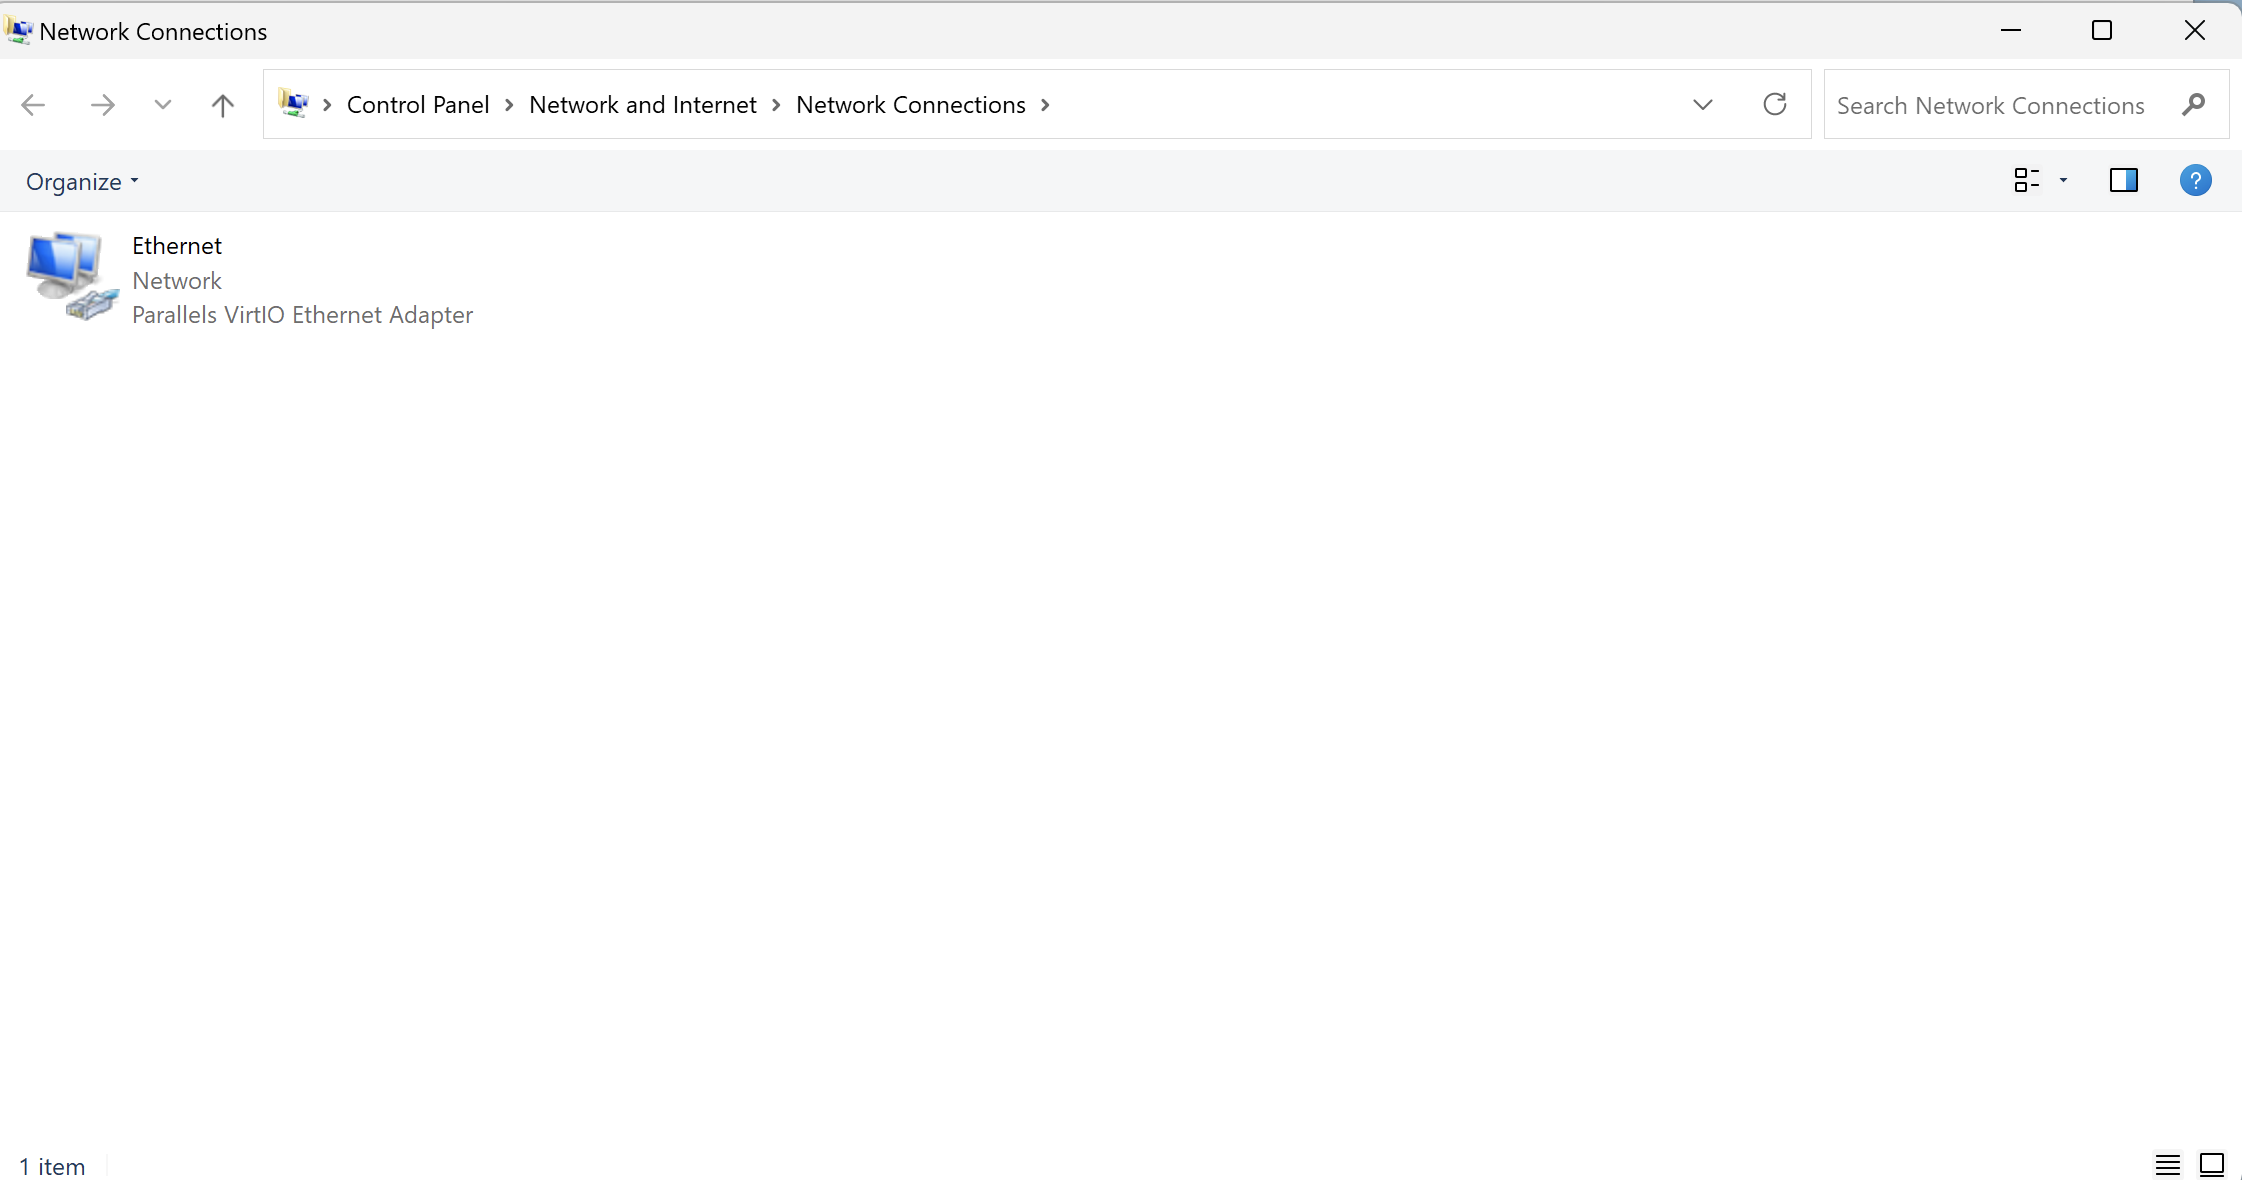 Network Connections
Control Panel > Network and Internet > Network Connections >
Search Network Connections
Organize
?
Ethernet
Network
Parallels VirtIO Ethernet Adapter
1 item